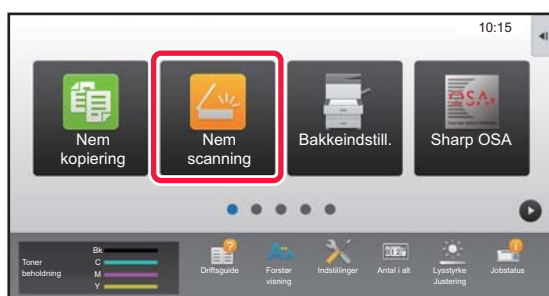 10:15
Nem
kopiering
Nem
scanning
Bakkeindstill.
Sharp OSA
Toner
beholdning
Bk
C
M
Y
Driftsguide
Forstør
visning
Indstillinger
Antal i alt
Lysstyrke
Justering
Jobstatus